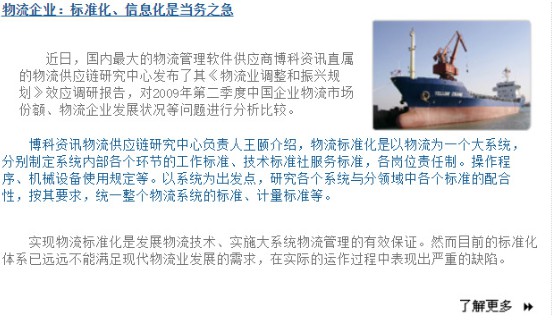 物流企业：标准化、信息化是当务之急
近日，国内最大的物流管理软件供应商博科资讯直属
的物流供应链研究中心发布了其《物流业调整和振兴规
划》效应调研报告，对2009年第二季度中国企业物流市场
份额、物流企业发展状况等问题进行分析比较。
博科资讯物流供应链研究中心负责人王颐介绍，物流标准化是以物流为一个大系统，
分别制定系统内部各个环节的工作标准、技术标准社服务标准，各岗位责任制。操作程
序、机械设备使用规定等。以系统为出发点，研究各个系统与分领域中各个标准的配合
性，按其要求，统一整个物流系统的标准、计量标准等。
实现物流标准化是发展物流技术、实施大系统物流管理的有效保证。然而目前的标准化
体系已远远不能满足现代物流业发展的需求，在实际的运作过程中表现出严重的缺陷。
了解更多